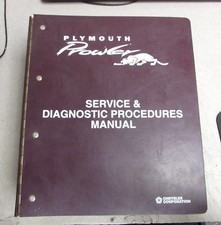 PLYMOUTH
Prowler
SERVICE &
DIAGNOSTIC PROCEDURES
MANUAL
CHRYSLER
CORPORATION